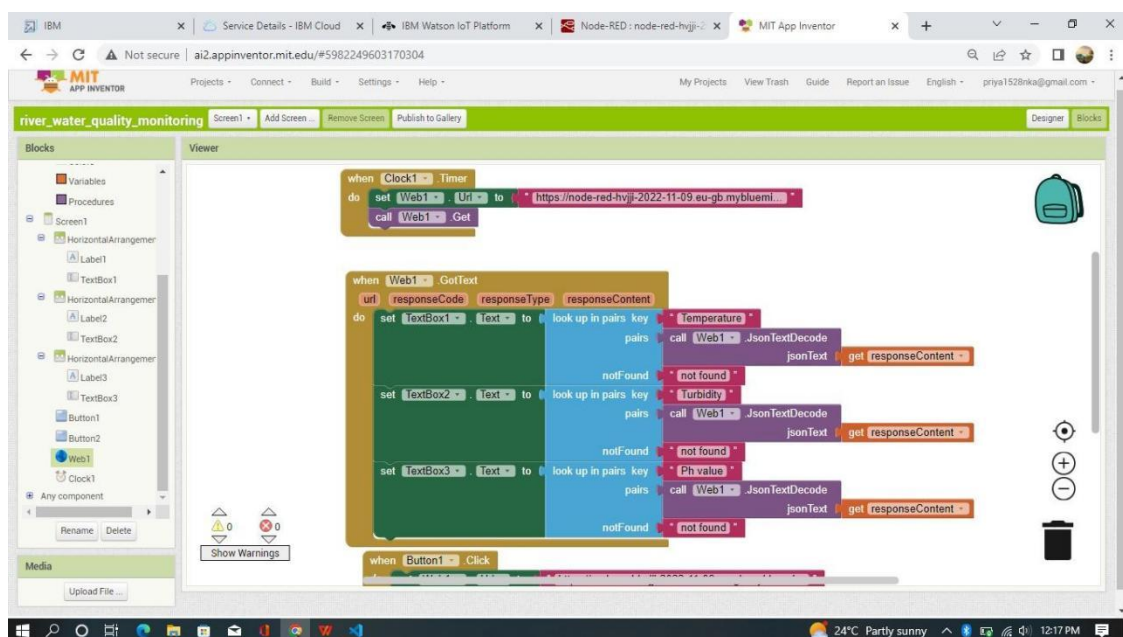 IBM
Service Details - IBM Cloud
IBM Watson IoT Platform
Node-RED : node-red-hvjji-2
MIT App Inventor
Not secure
ai2.appinventor.mit.edu/#5982249603170304
MIT
APP INVENTOR
Projects
Connect
Build
Settings
Help
My Projects
View Trash
Guide
Report an Issue
English
priya1528nka@gmail.com
river_water_quality_monitoring
Screen1
Add Screen ...
Remove Screen
Publish to Gallery
Designer
Blocks
Blocks
Viewer
Variables
Procedures
Screen1
HorizontalArrangemer
Label1
TextBox1
HorizontalArrangemer
Label2
TextBox2
HorizontalArrangemer
Label3
TextBox3
Button1
Button2
Web1
Clock1
Any component
Rename
Delete
Media
Upload File ...
when Clock1 .Timer
do set Web1 . Url to " https://node-red-hvjji-2022-11-09.eu-gb.mybluemi... "
call Web1 .Get
when Web1 .GotText
url responseCode responseType responseContent
do set TextBox1 . Text to look up in pairs key " Temperature "
pairs call Web1 .JsonTextDecode
jsonText get responseContent
notFound " not found "
set TextBox2 . Text to look up in pairs key " Turbidity "
pairs call Web1 .JsonTextDecode
jsonText get responseContent
notFound " not found "
set TextBox3 . Text to look up in pairs key " Ph value "
pairs call Web1 .JsonTextDecode
jsonText get responseContent
notFound " not found "
when Button1 .Click
0
0
Show Warnings
24°C Partly sunny
12:17 PM